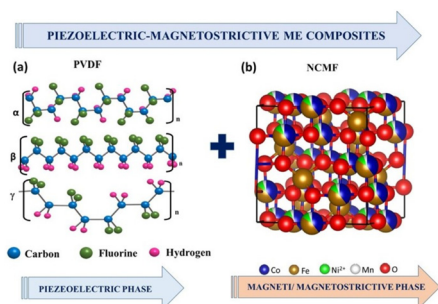 PIEZOELECTRIC-MAGNETOSTRICTIVE ME COMPOSITES
(a) PVDF
α
n
β
n
γ
n
Carbon Fluorine Hydrogen
PIEZOELECTRIC PHASE
(b) NCMF
Co Fe Ni²⁺ Mn O
MAGNETI/ MAGNETOSTRICTIVE PHASE